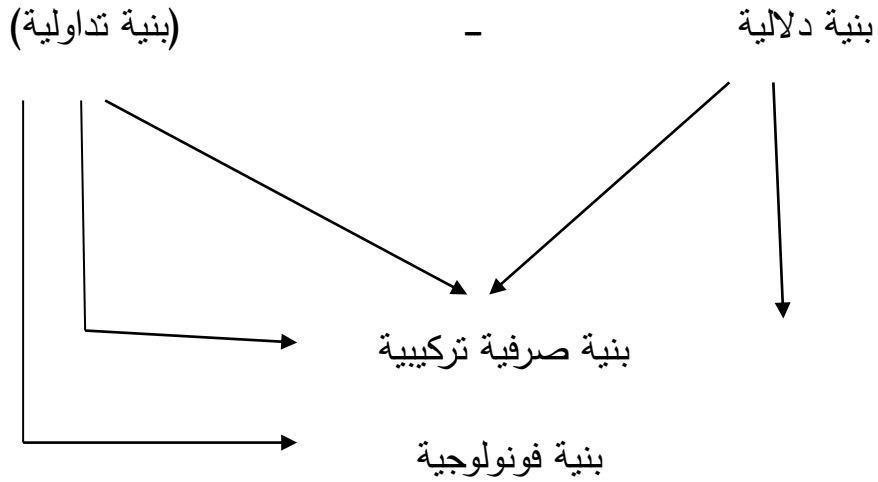 بنية دلالية - (بنية تداولية)
بنية صرفية تركيبية
بنية فونولوجية